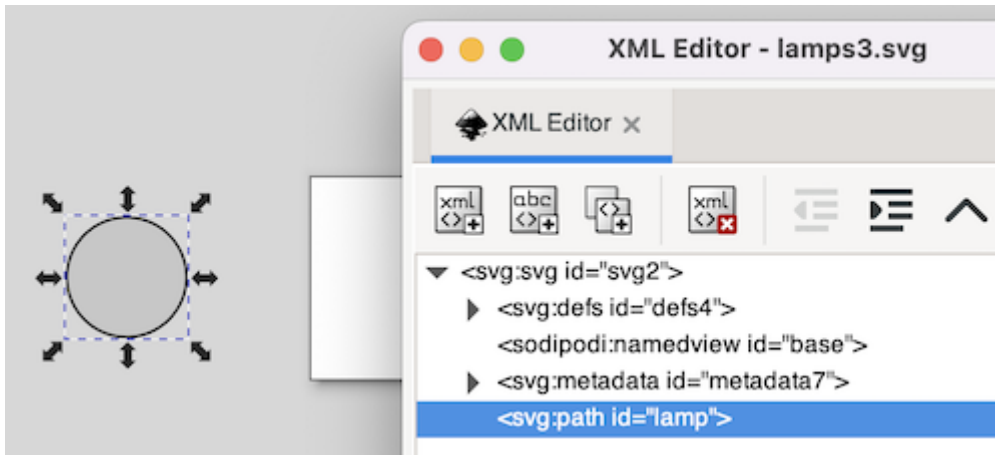 XML Editor - lamps3.svg
XML Editor ×
xml
<>
abc
<>
<>
xml
<>
<svg:svg id="svg2">
<svg:defs id="defs4">
<sodipodi:namedview id="base">
<svg:metadata id="metadata7">
<svg:path id="lamp">